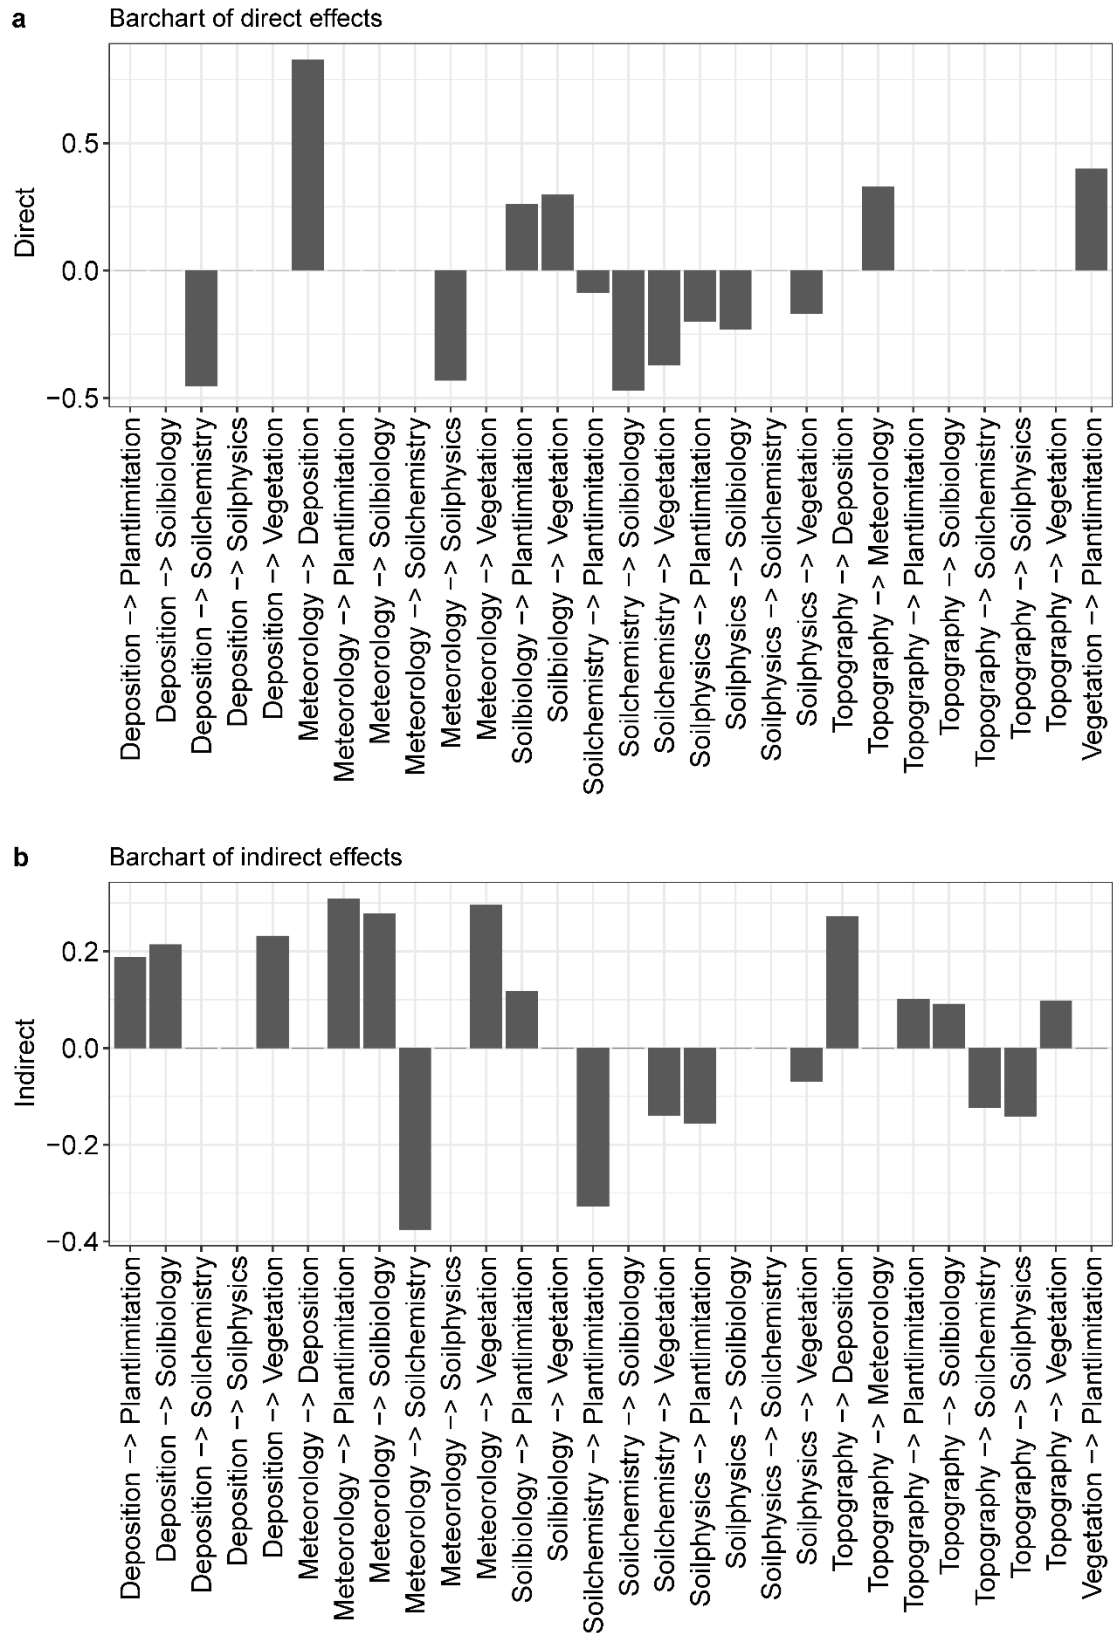 a
Barchart of direct effects
Direct
0.5
0.0
−0.5
Deposition −> Plantlimitation
Deposition −> Soilbiology
Deposition −> Soilchemistry
Deposition −> Soilphysics
Deposition −> Vegetation
Meteorology −> Deposition
Meteorology −> Plantlimitation
Meteorology −> Soilbiology
Meteorology −> Soilchemistry
Meteorology −> Soilphysics
Meteorology −> Vegetation
Soilbiology −> Plantlimitation
Soilbiology −> Vegetation
Soilchemistry −> Plantlimitation
Soilchemistry −> Soilbiology
Soilchemistry −> Vegetation
Soilphysics −> Plantlimitation
Soilphysics −> Soilbiology
Soilphysics −> Soilchemistry
Soilphysics −> Vegetation
Topography −> Deposition
Topography −> Meteorology
Topography −> Plantlimitation
Topography −> Soilbiology
Topography −> Soilchemistry
Topography −> Soilphysics
Topography −> Vegetation
Vegetation −> Plantlimitation
b
Barchart of indirect effects
Indirect
0.2
0.0
−0.2
−0.4
Deposition −> Plantlimitation
Deposition −> Soilbiology
Deposition −> Soilchemistry
Deposition −> Soilphysics
Deposition −> Vegetation
Meteorology −> Deposition
Meteorology −> Plantlimitation
Meteorology −> Soilbiology
Meteorology −> Soilchemistry
Meteorology −> Soilphysics
Meteorology −> Vegetation
Soilbiology −> Plantlimitation
Soilbiology −> Vegetation
Soilchemistry −> Plantlimitation
Soilchemistry −> Soilbiology
Soilchemistry −> Vegetation
Soilphysics −> Plantlimitation
Soilphysics −> Soilbiology
Soilphysics −> Soilchemistry
Soilphysics −> Vegetation
Topography −> Deposition
Topography −> Meteorology
Topography −> Plantlimitation
Topography −> Soilbiology
Topography −> Soilchemistry
Topography −> Soilphysics
Topography −> Vegetation
Vegetation −> Plantlimitation